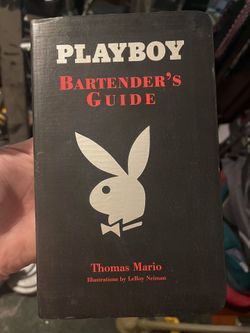 PLAYBOY
BARTENDER'S
GUIDE
Thomas Mario
Illustrations by LeRoy Neiman